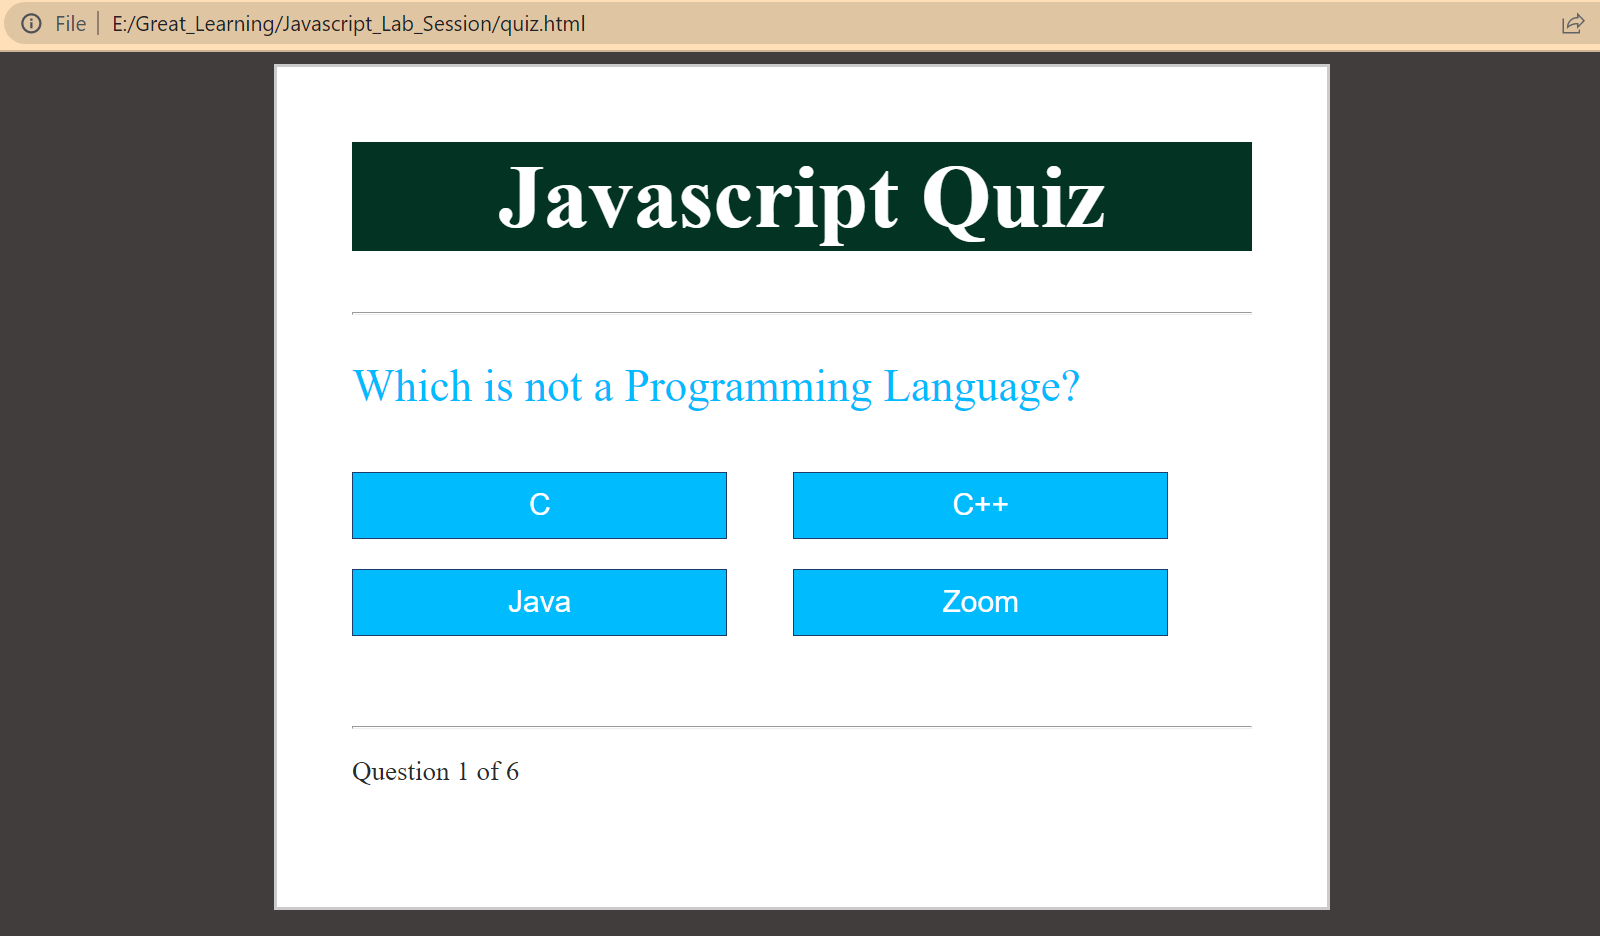 File E:/Great_Learning/Javascript_Lab_Session/quiz.html
Javascript Quiz
Which is not a Programming Language?
C C++
Java Zoom
Question 1 of 6